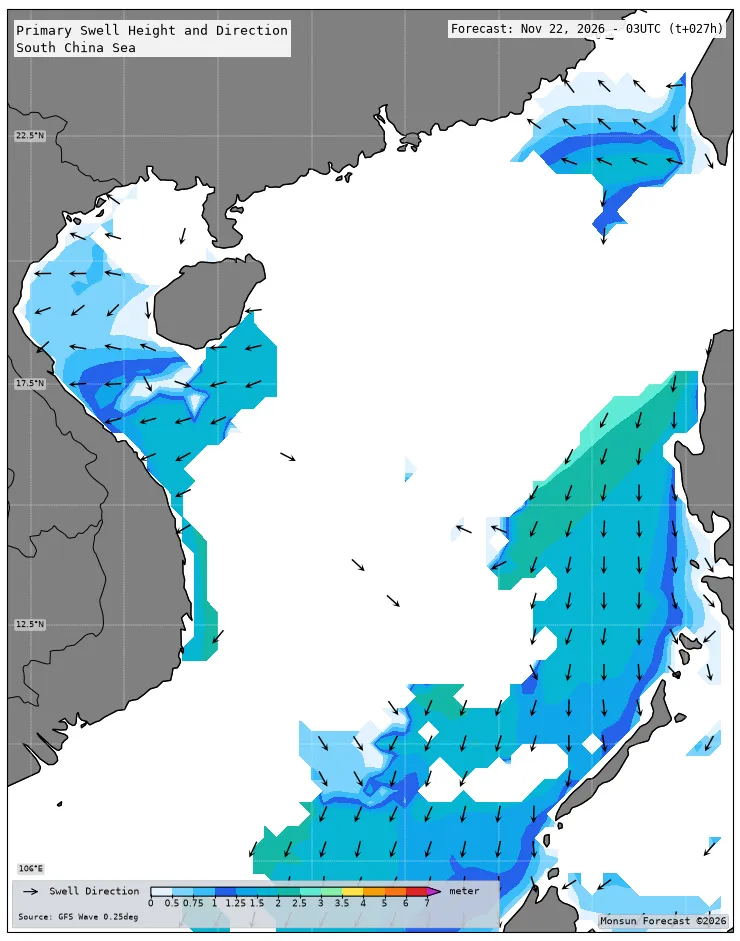 Primary Swell Height and Direction
South China Sea
Forecast: Nov 22, 2026 - 03UTC (t+027h)
22.5°N
17.5°N
12.5°N
106°E
Swell Direction
meter
0 0.5 0.75 1 1.25 1.5 2 2.5 3 3.5 4 5 6 7
Source: GFS Wave 0.25deg
Monsun Forecast ©2026